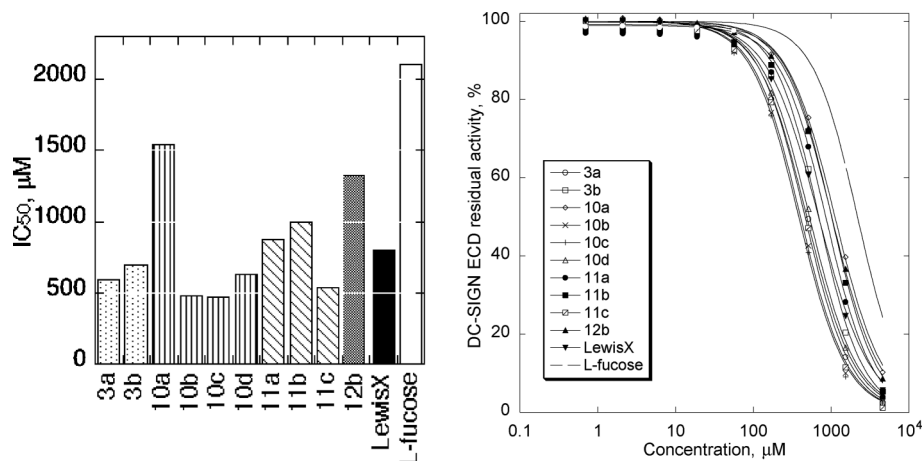 IC50, µM
2000
1500
1000
500
0
3a
3b
10a
10b
10c
10d
11a
11b
11c
12b
LewisX
L-fucose
DC-SIGN ECD residual activity, %
100
80
60
40
20
0
3a
3b
10a
10b
10c
10d
11a
11b
11c
12b
LewisX
L-fucose
0.1 1 10 100 1000 10⁴
Concentration, µM